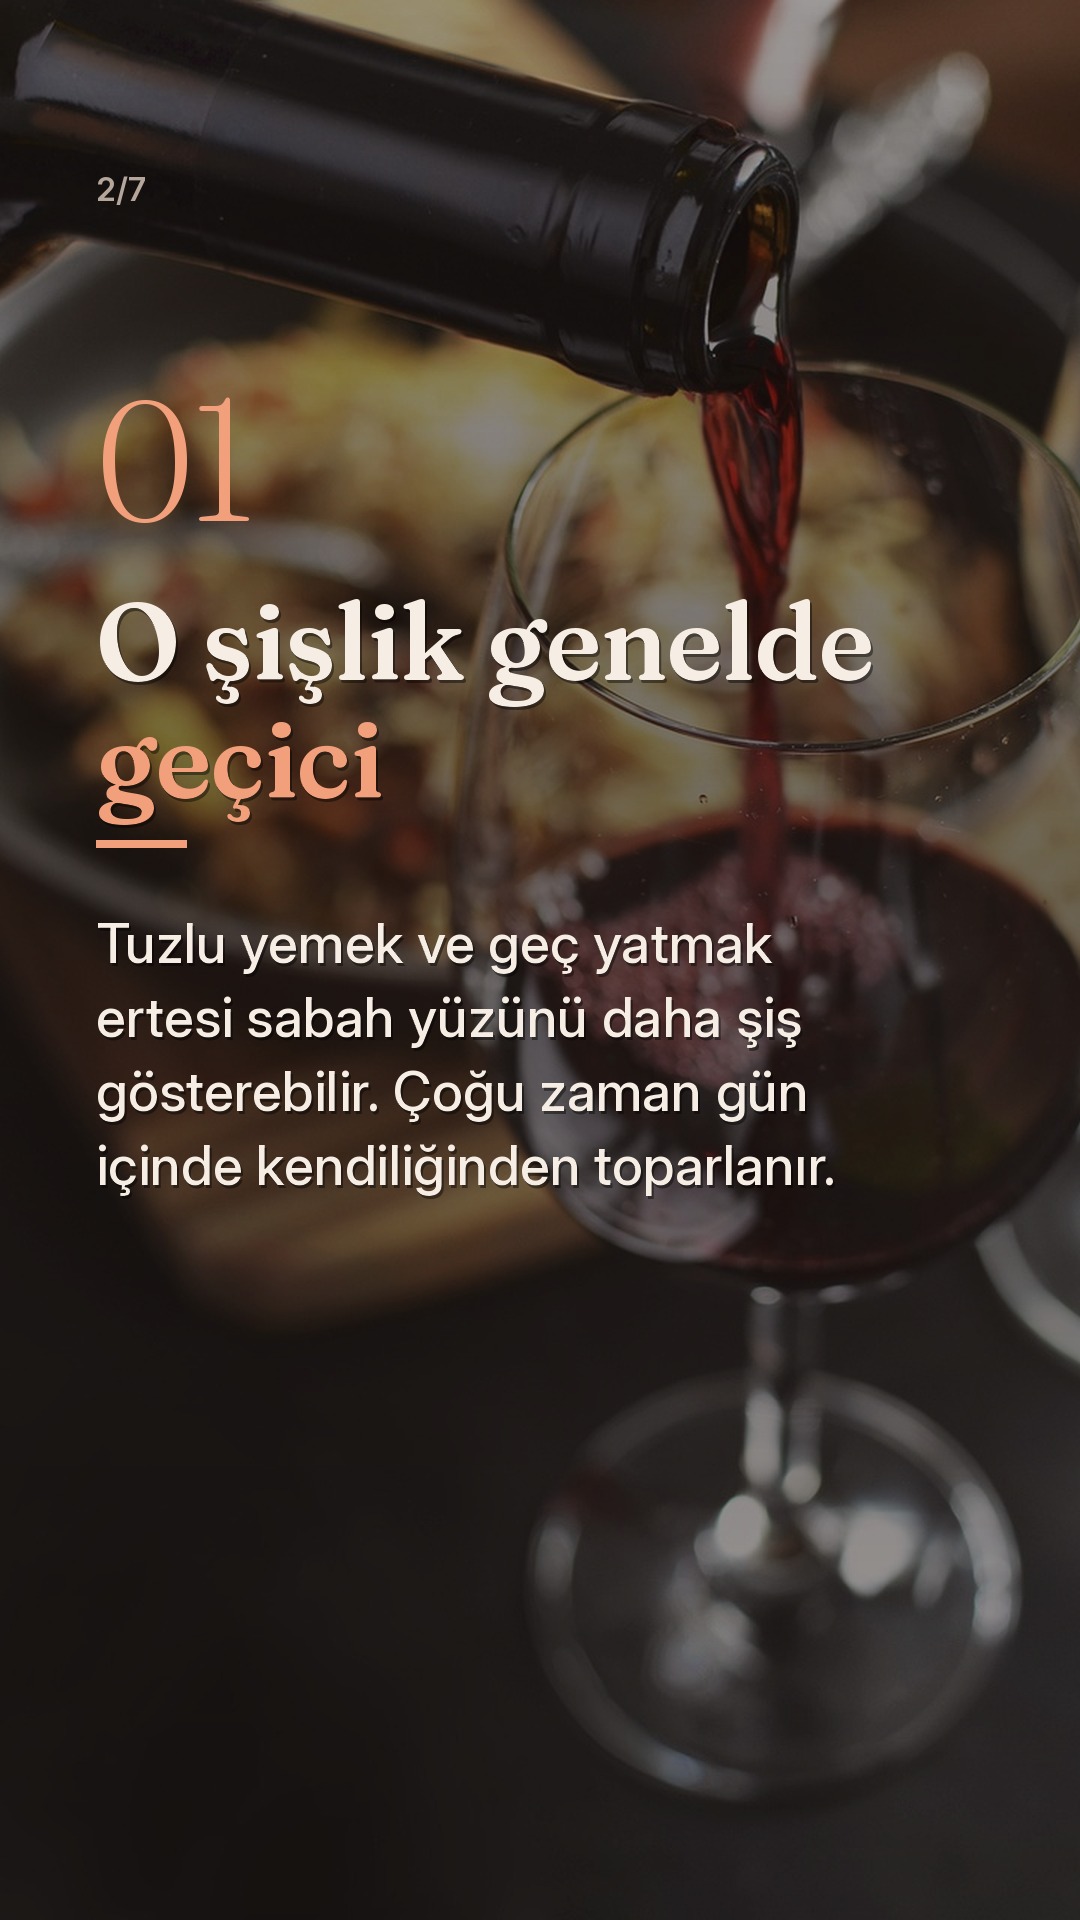 2/7
01
O şişlik genelde
geçici
Tuzlu yemek ve geç yatmak
ertesi sabah yüzünü daha şiş
gösterebilir. Çoğu zaman gün
içinde kendiliğinden toparlanır.